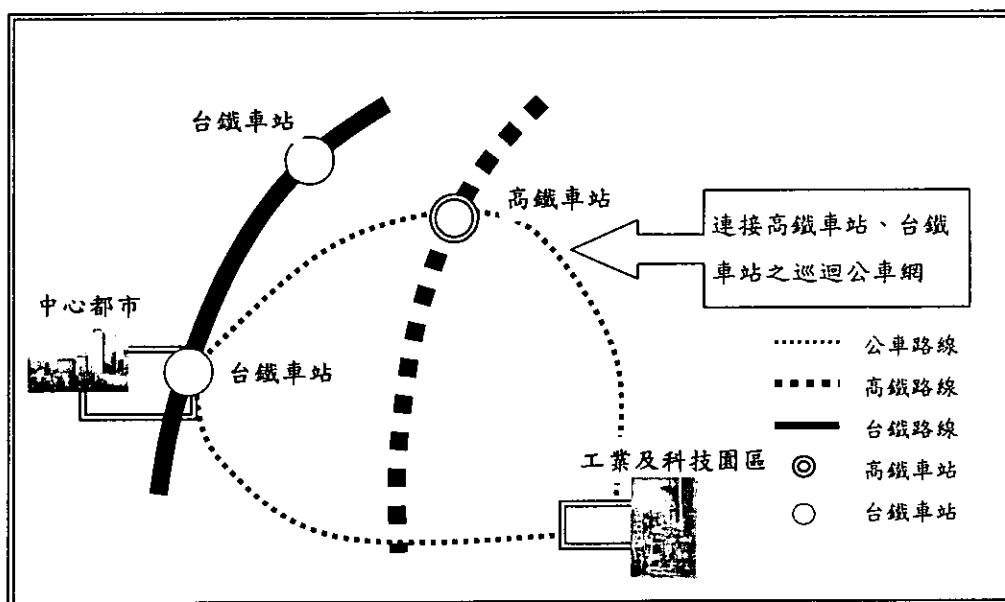 台鐵車站
高鐵車站
連接高鐵車站、台鐵
車站之巡迴公車網
中心都市
台鐵車站
公車路線
高鐵路線
台鐵路線
工業及科技園區
高鐵車站
台鐵車站